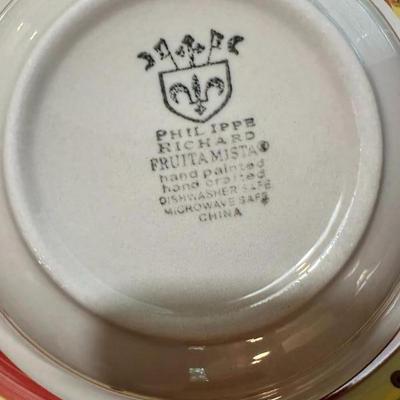 PHILIPPE
RICHARD
FRUITAMISTA®
hand painted
hand crafted
DISHWASHER SAFE
MICROWAVE SAFE
CHINA